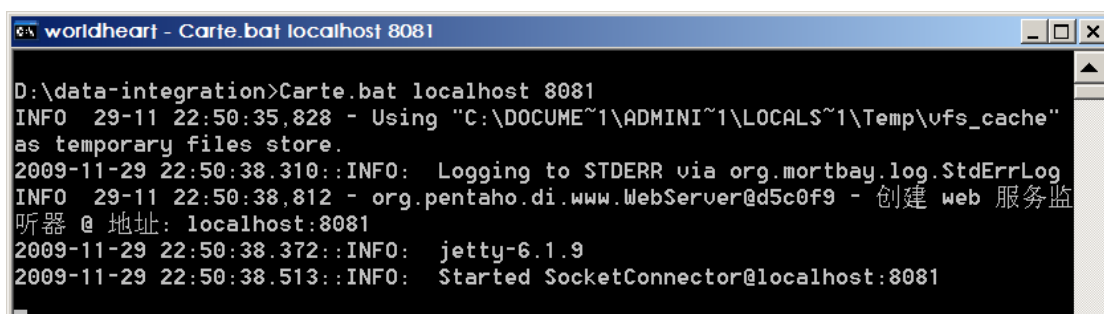 worldheart - Carte.bat localhost 8081
D:\data-integration>Carte.bat localhost 8081
INFO  29-11 22:50:35,828 - Using "C:\DOCUME~1\ADMINI~1\LOCALS~1\Temp\vfs_cache"
as temporary files store.
2009-11-29 22:50:38.310::INFO:  Logging to STDERR via org.mortbay.log.StdErrLog
INFO  29-11 22:50:38,812 - org.pentaho.di.www.WebServer@d5c0f9 - 创建 web 服务监
听器 @ 地址: localhost:8081
2009-11-29 22:50:38.372::INFO:  jetty-6.1.9
2009-11-29 22:50:38.513::INFO:  Started SocketConnector@localhost:8081